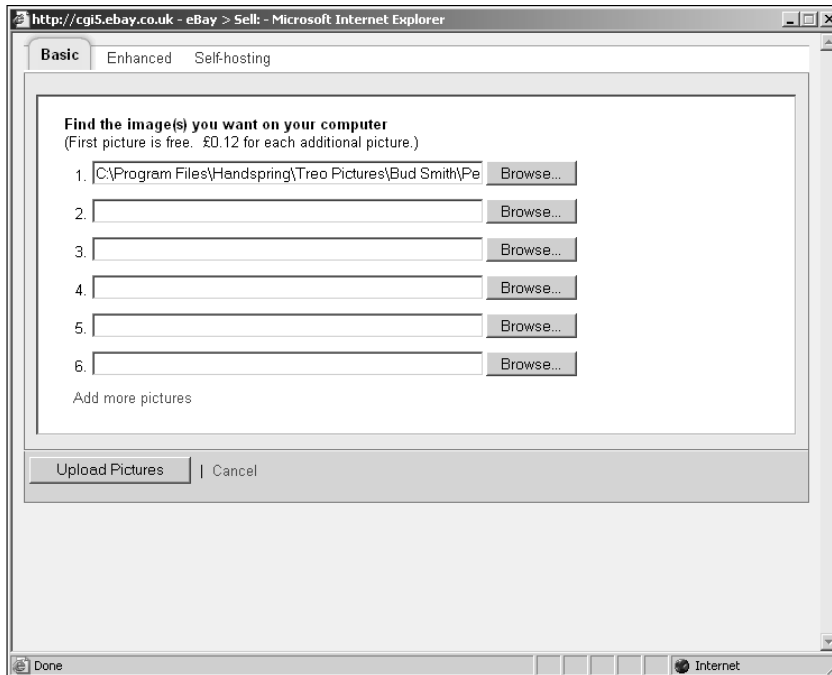 http://cgi5.ebay.co.uk - eBay > Sell: - Microsoft Internet Explorer
Basic Enhanced Self-hosting
Find the image(s) you want on your computer
(First picture is free. £0.12 for each additional picture.)
1. C:\Program Files\Handspring\Treo Pictures\Bud Smith\Pe Browse...
2. Browse...
3. Browse...
4. Browse...
5. Browse...
6. Browse...
Add more pictures
Upload Pictures | Cancel
Done Internet